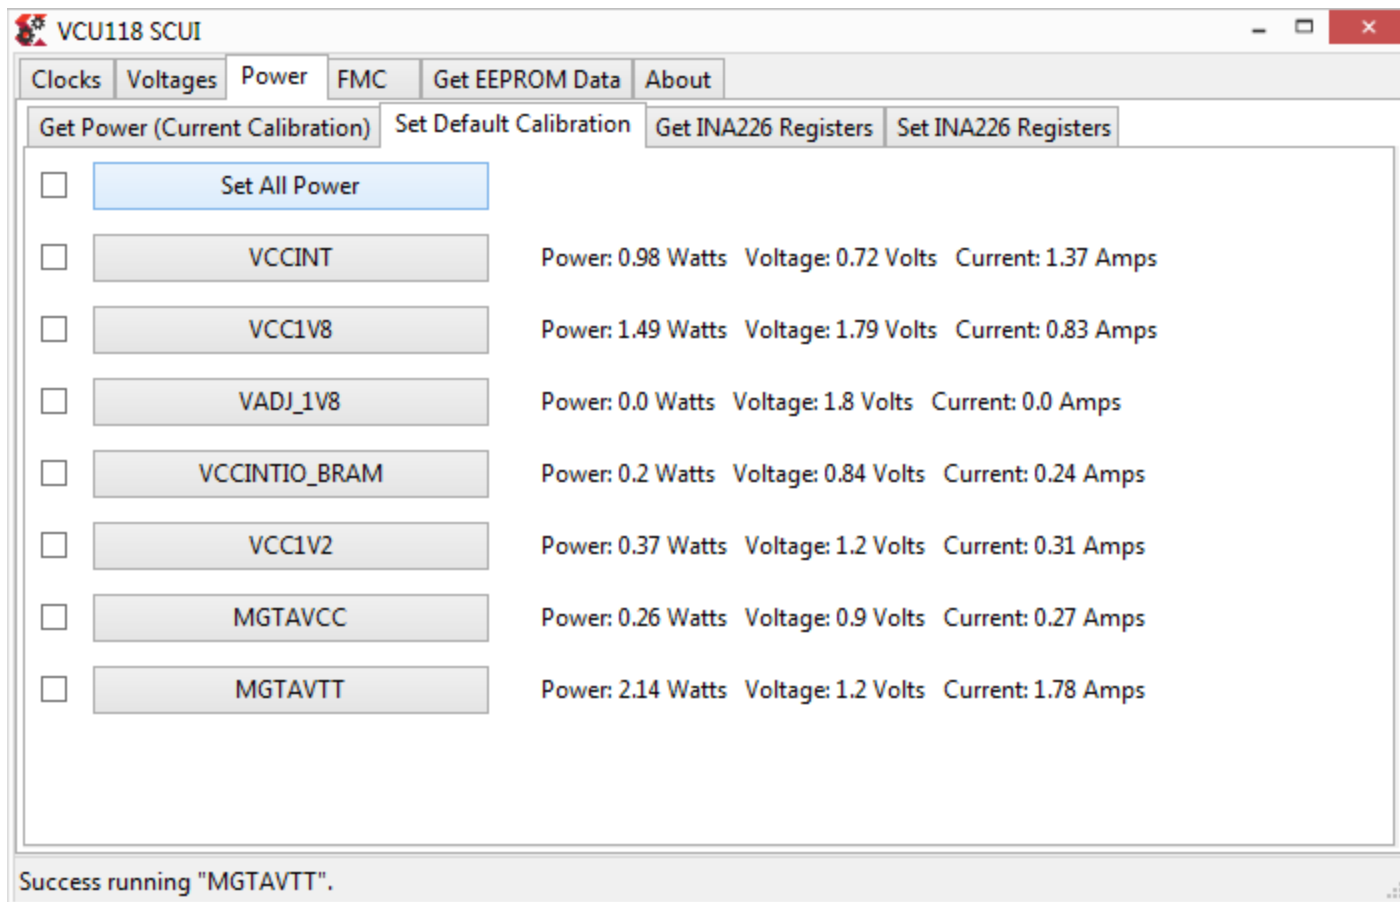 VCU118 SCUI
Clocks Voltages Power FMC Get EEPROM Data About
Get Power (Current Calibration) Set Default Calibration Get INA226 Registers Set INA226 Registers
Set All Power
VCCINT Power: 0.98 Watts Voltage: 0.72 Volts Current: 1.37 Amps
VCC1V8 Power: 1.49 Watts Voltage: 1.79 Volts Current: 0.83 Amps
VADJ_1V8 Power: 0.0 Watts Voltage: 1.8 Volts Current: 0.0 Amps
VCCINTIO_BRAM Power: 0.2 Watts Voltage: 0.84 Volts Current: 0.24 Amps
VCC1V2 Power: 0.37 Watts Voltage: 1.2 Volts Current: 0.31 Amps
MGTAVCC Power: 0.26 Watts Voltage: 0.9 Volts Current: 0.27 Amps
MGTAVTT Power: 2.14 Watts Voltage: 1.2 Volts Current: 1.78 Amps
Success running "MGTAVTT".